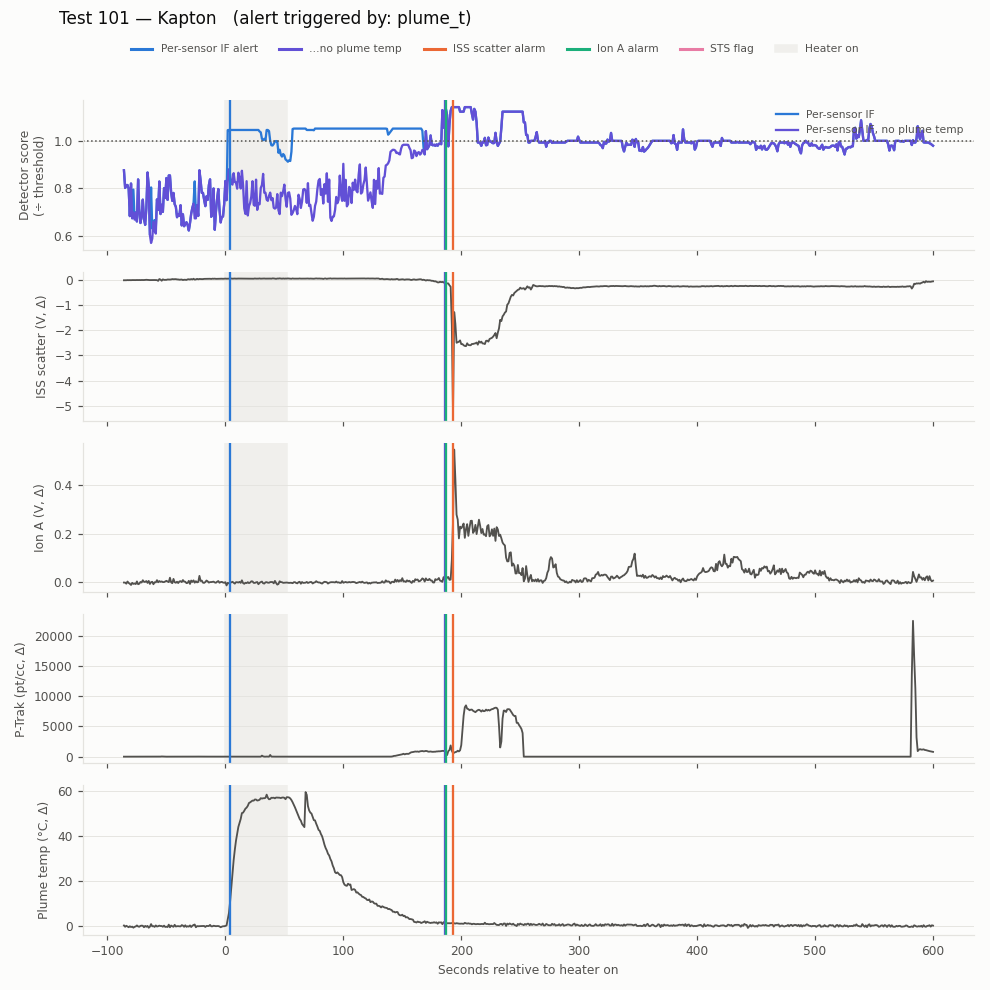 Test 101 — Kapton   (alert triggered by: plume_t)
Per-sensor IF alert
...no plume temp
ISS scatter alarm
Ion A alarm
STS flag
Heater on
Detector score
(÷ threshold)
1.0
0.8
0.6
Per-sensor IF
Per-sensor IF, no plume temp
ISS scatter (V, Δ)
0
−1
−2
−3
−4
−5
Ion A (V, Δ)
0.4
0.2
0.0
P-Trak (pt/cc, Δ)
20000
15000
10000
5000
0
Plume temp (°C, Δ)
60
40
20
0
−100
0
100
200
300
400
500
600
Seconds relative to heater on